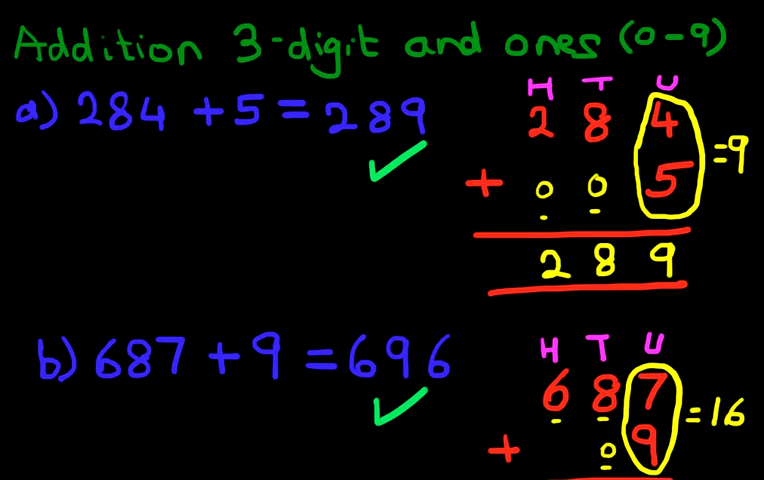 Addition 3-digit and ones (0-9)
a) 284 + 5 = 289
H T U
2 8 4
+ 0 0 5
=9
2 8 9
b) 687 + 9 = 696
H T U
6 8 7
+ 0 9
=16